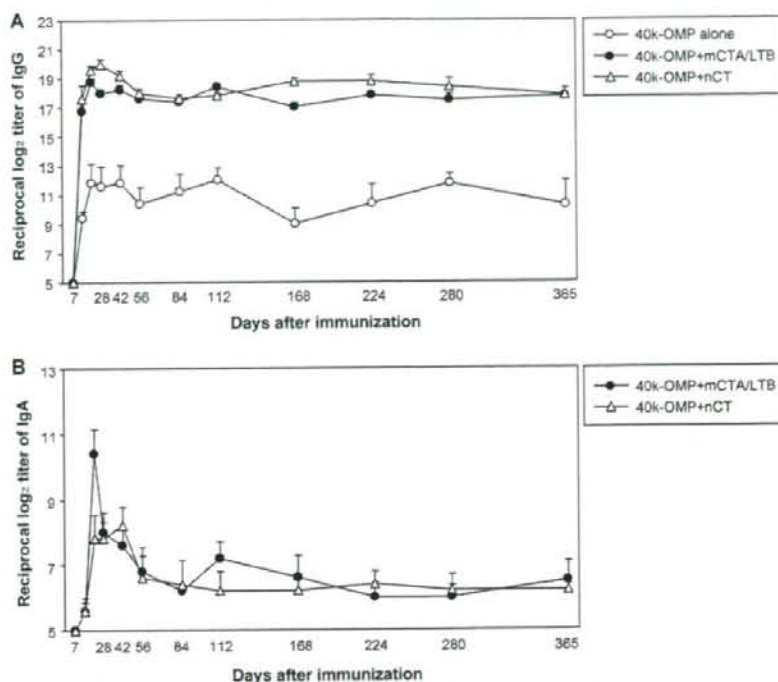 A
Reciprocal log₂ titer of IgG
23
21
19
17
15
13
11
9
7
5
7 28 42 56 84 112 168 224 280 365
Days after immunization
40k-OMP alone
40k-OMP+mCTA/LTB
40k-OMP+nCT
B
Reciprocal log₂ titer of IgA
13
11
9
7
5
7 28 42 56 84 112 168 224 280 365
Days after immunization
40k-OMP+mCTA/LTB
40k-OMP+nCT